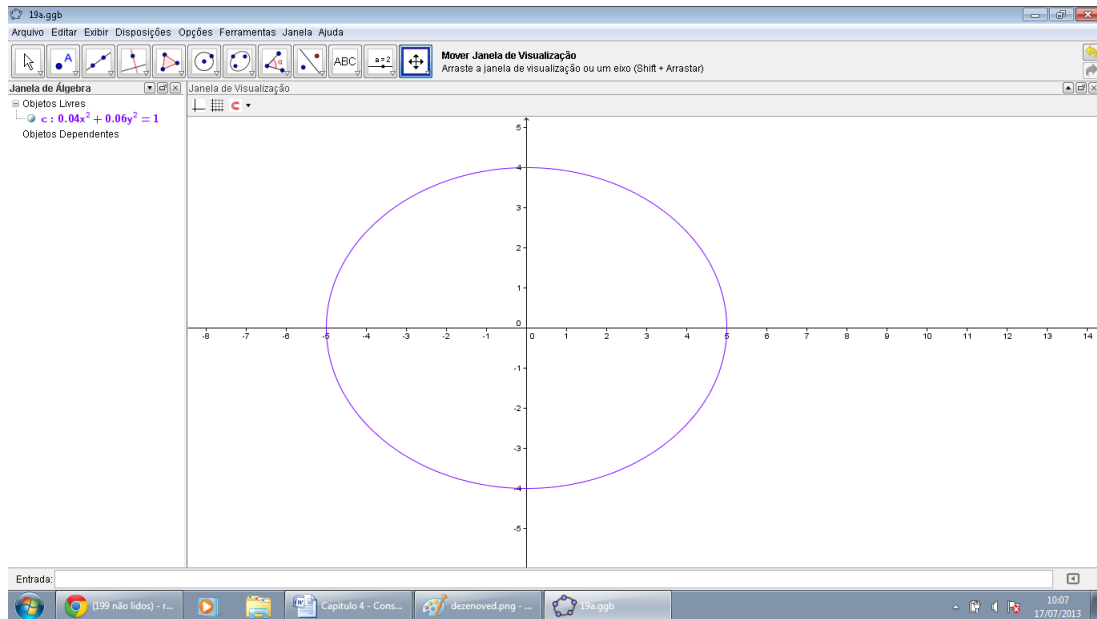 19a.ggb
Arquivo Editar Exibir Disposições Opções Ferramentas Janela Ajuda
A
α
ABC
a=2
Mover Janela de Visualização
Arraste a janela de visualização ou um eixo (Shift + Arrastar)
Janela de Álgebra
Janela de Visualização
Objetos Livres
c : 0.04x² + 0.06y² = 1
Objetos Dependentes
5
4
3
2
1
0
-8 -7 -6 -5 -4 -3 -2 -1 0 1 2 3 4 5 6 7 8 9 10 11 12 13 14
-1
-2
-3
-4
-5
Entrada:
(199 não lidos) - r...
Capitulo 4 - Cons...
dezenoved.png - ...
19a.ggb
10:07
17/07/2013